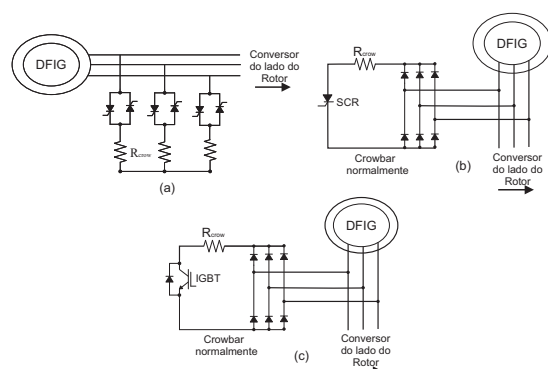 DFIG
Conversor
do lado do
Rotor
Rcrow
(a)
DFIG
Rcrow
SCR
Crowbar
normalmente
(b)
Conversor
do lado do
Rotor
DFIG
Rcrow
IGBT
Crowbar
normalmente
(c)
Conversor
do lado do
Rotor